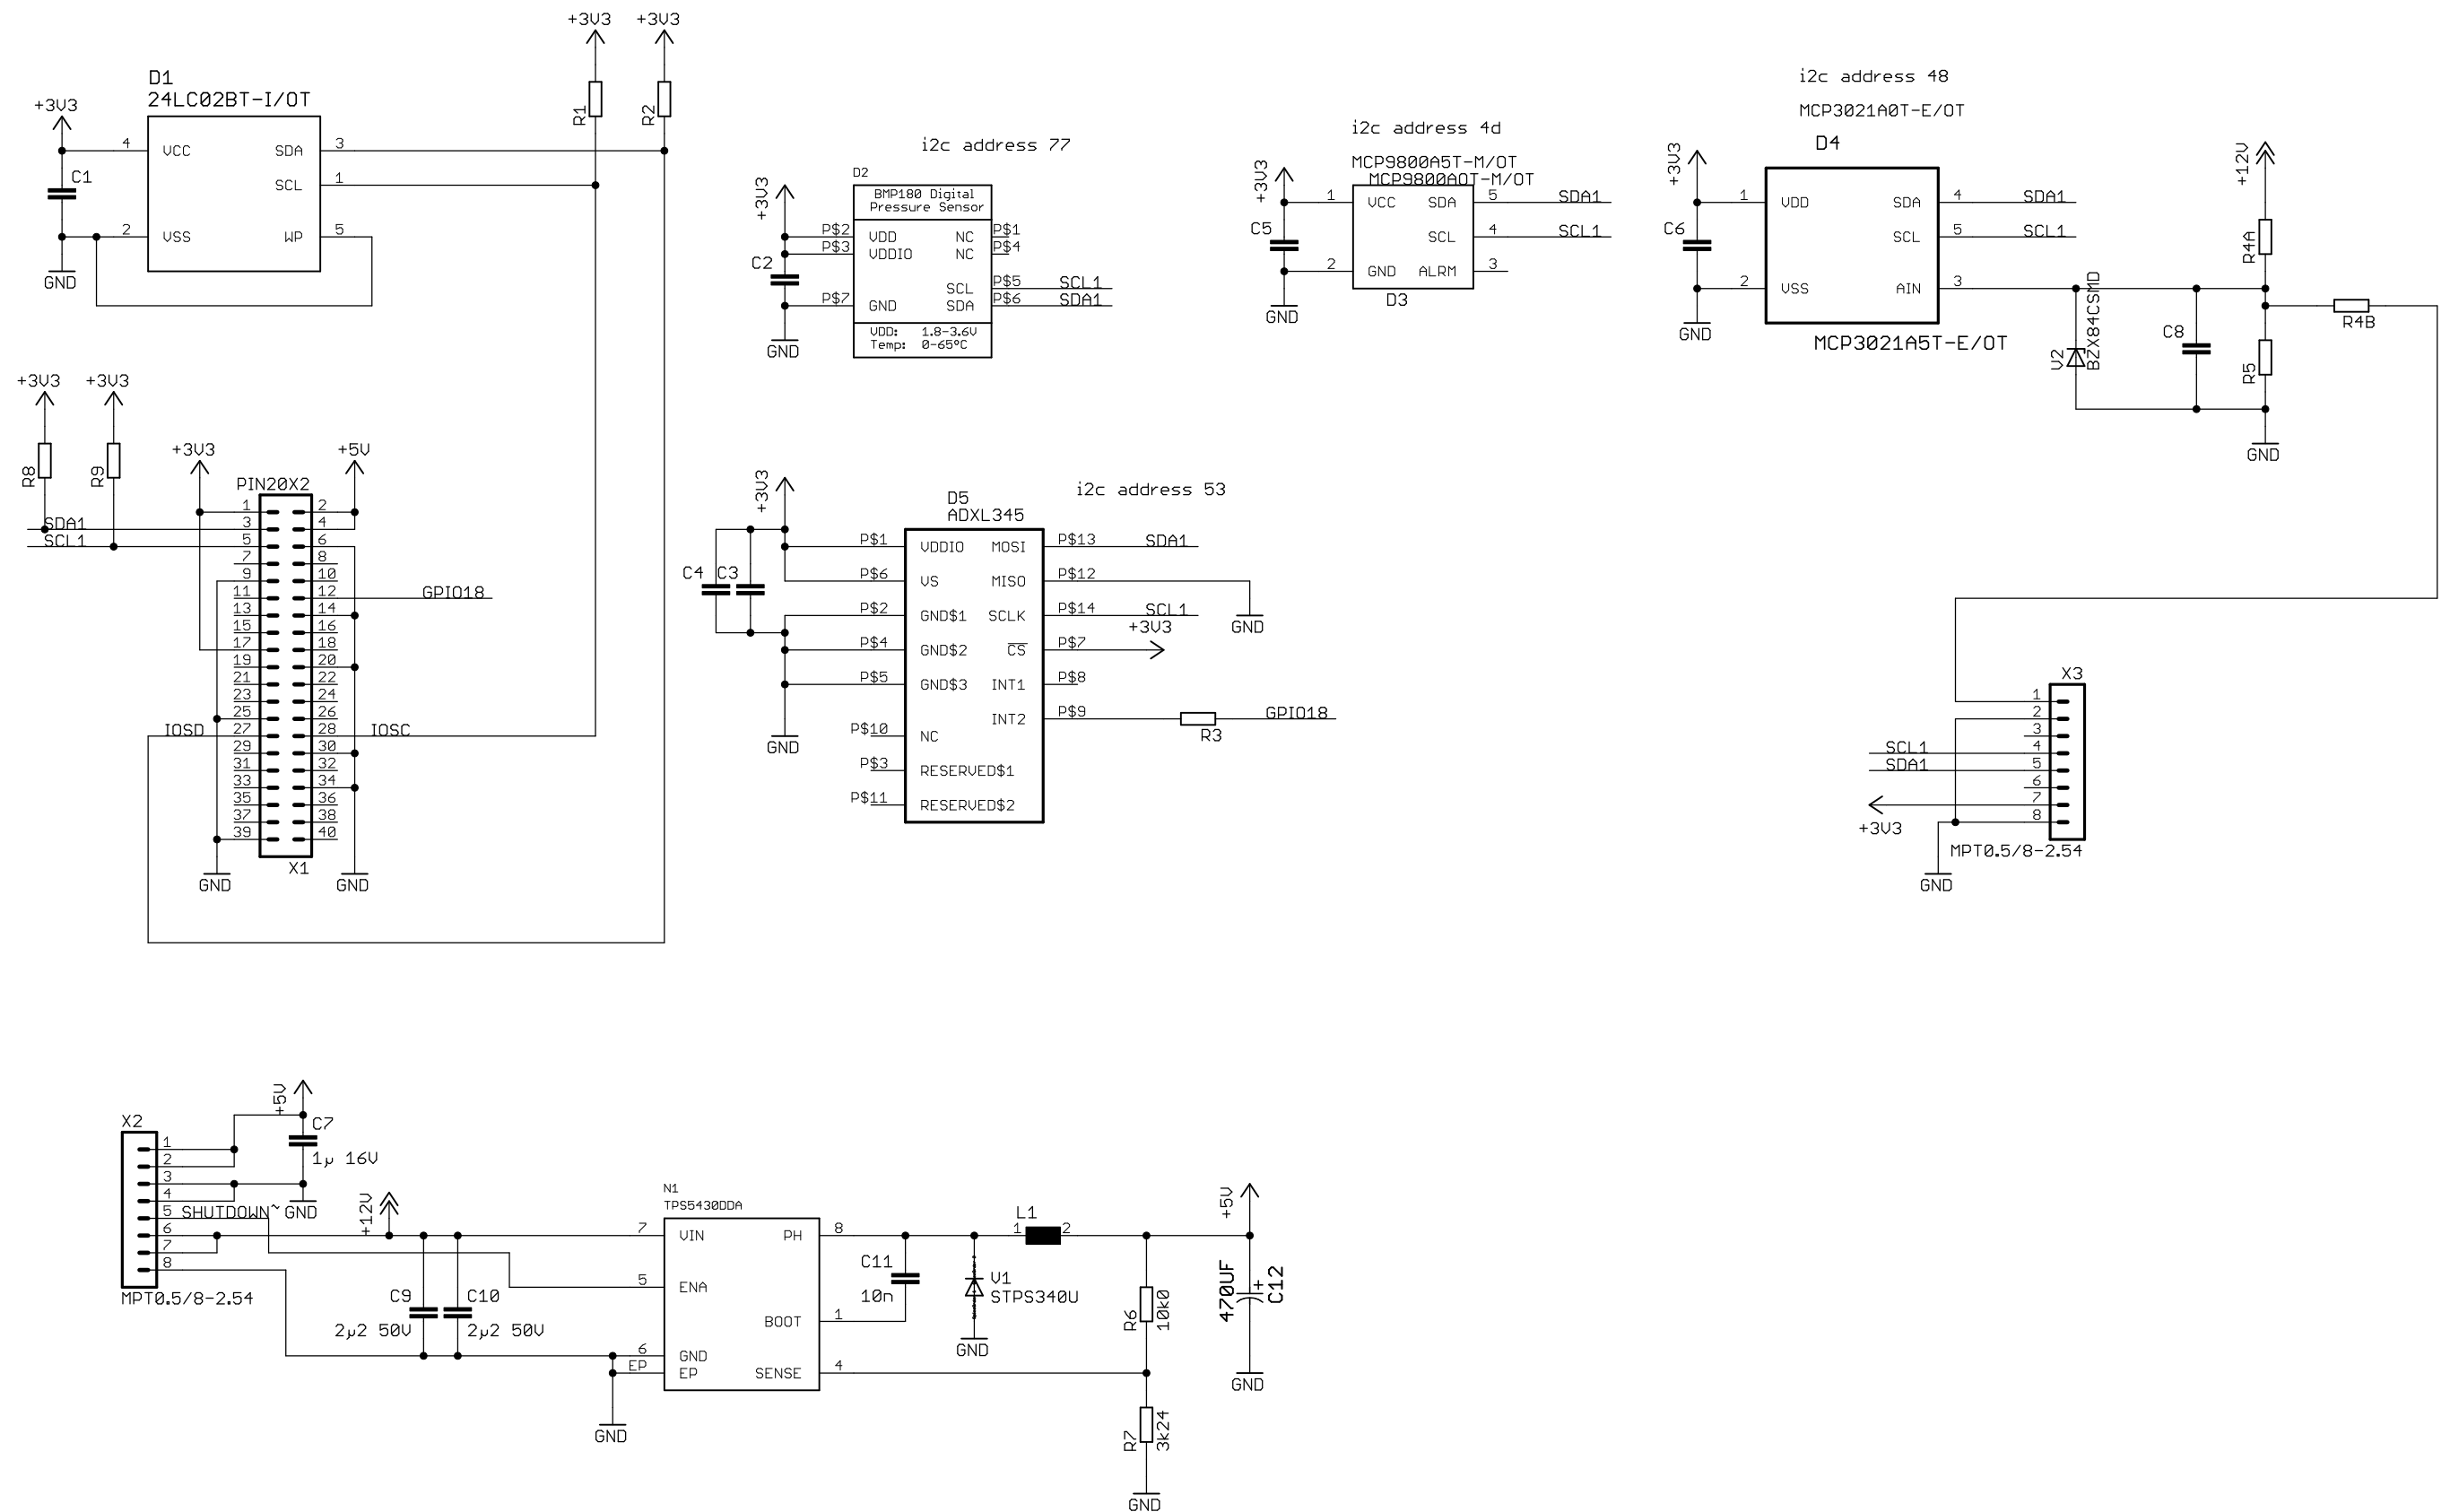 +3V3
+3V3
R1
R2
D1
24LC02BT-I/OT
+3V3
C1
GND
4 VCC SDA 3
SCL 1
2 VSS WP 5
i2c address 77
D2
BMP180 Digital
Pressure Sensor
+3V3
C2
GND
P$2 VDD NC P$1
P$3 VDDIO NC P$4
SCL P$5 SCL1
P$7 GND SDA P$6 SDA1
VDD: 1.8-3.6V
Temp: 0-65°C
i2c address 4d
MCP9800A5T-M/OT
MCP9800A0T-M/OT
+3V3
C5
GND
1 VCC SDA 5 SDA1
SCL 4 SCL1
2 GND ALRM 3
D3
i2c address 48
MCP3021A0T-E/OT
D4
+3V3
C6
GND
1 VDD SDA 4 SDA1
SCL 5 SCL1
2 VSS AIN 3
MCP3021A5T-E/OT
+12V
R4A
R4B
V2
BZX84CSMD
C8
R5
GND
+3V3
+3V3
R8
R9
+3V3
+5V
PIN20X2
SDA1
SCL1
1 2
3 4
5 6
7 8
9 10
11 12 GPIO18
13 14
15 16
17 18
19 20
21 22
23 24
25 26
IOSD 27 28 IOSC
29 30
31 32
33 34
35 36
37 38
39 40
X1
GND
GND
+3V3
i2c address 53
D5
ADXL345
C4
C3
GND
P$1 VDDIO MOSI P$13 SDA1
P$6 VS MISO P$12
GND
P$2 GND$1 SCLK P$14 SCL1
+3V3
P$4 GND$2 CS P$7
P$5 GND$3 INT1 P$8
INT2 P$9 R3 GPIO18
P$10 NC
P$3 RESERVED$1
P$11 RESERVED$2
X3
1
2
3
SCL1 4
SDA1 5
6
7
8
+3V3
MPT0.5/8-2.54
GND
X2
+5V
C7
1µ 16V
GND
1
2
3
4
5 SHUTDOWN~
6
7
8
MPT0.5/8-2.54
+12V
C9
2µ2 50V
C10
2µ2 50V
N1
TPS5430DDA
7 VIN PH 8
5 ENA
BOOT 1
6 GND
EP EP SENSE 4
GND
C11
10n
V1
STPS340U
GND
L1
1 2
+5V
R6
10k0
470UF
+
C12
GND
R7
3k24
GND